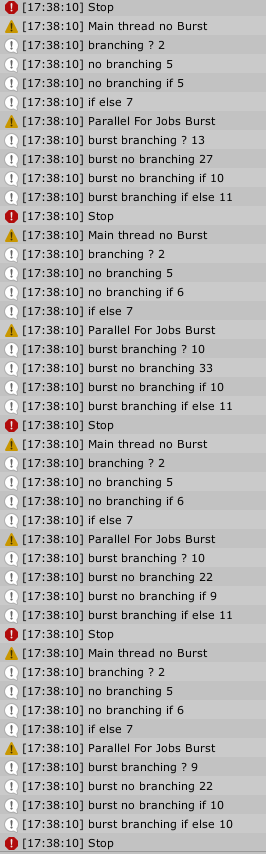 [17:38:10] Stop
[17:38:10] Main thread no Burst
[17:38:10] branching ? 2
[17:38:10] no branching 5
[17:38:10] no branching if 5
[17:38:10] if else 7
[17:38:10] Parallel For Jobs Burst
[17:38:10] burst branching ? 13
[17:38:10] burst no branching 27
[17:38:10] burst no branching if 10
[17:38:10] burst branching if else 11
[17:38:10] Stop
[17:38:10] Main thread no Burst
[17:38:10] branching ? 2
[17:38:10] no branching 5
[17:38:10] no branching if 6
[17:38:10] if else 7
[17:38:10] Parallel For Jobs Burst
[17:38:10] burst branching ? 10
[17:38:10] burst no branching 33
[17:38:10] burst no branching if 10
[17:38:10] burst branching if else 11
[17:38:10] Stop
[17:38:10] Main thread no Burst
[17:38:10] branching ? 2
[17:38:10] no branching 5
[17:38:10] no branching if 6
[17:38:10] if else 7
[17:38:10] Parallel For Jobs Burst
[17:38:10] burst branching ? 10
[17:38:10] burst no branching 22
[17:38:10] burst no branching if 9
[17:38:10] burst branching if else 11
[17:38:10] Stop
[17:38:10] Main thread no Burst
[17:38:10] branching ? 2
[17:38:10] no branching 5
[17:38:10] no branching if 6
[17:38:10] if else 7
[17:38:10] Parallel For Jobs Burst
[17:38:10] burst branching ? 9
[17:38:10] burst no branching 22
[17:38:10] burst no branching if 10
[17:38:10] burst branching if else 10
[17:38:10] Stop